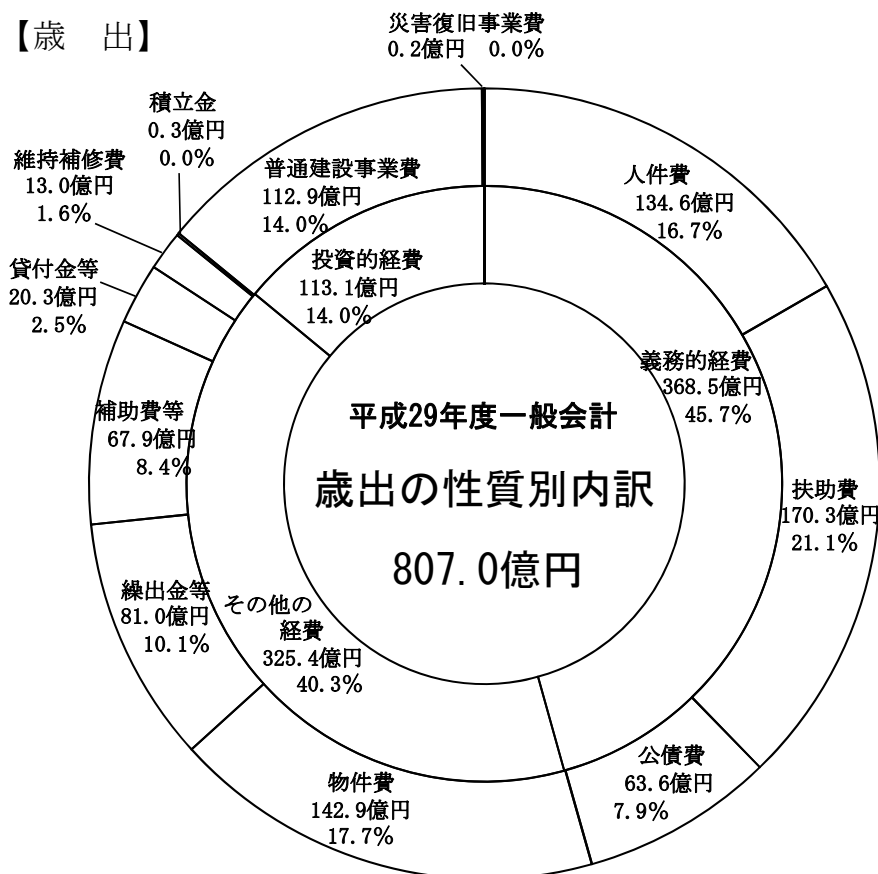 【歳　出】
災害復旧事業費
0.2億円　0.0%
積立金
0.3億円
0.0%
維持補修費
13.0億円
1.6%
貸付金等
20.3億円
2.5%
普通建設事業費
112.9億円
14.0%
投資的経費
113.1億円
14.0%
人件費
134.6億円
16.7%
義務的経費
368.5億円
45.7%
補助費等
67.9億円
8.4%
平成29年度一般会計
歳出の性質別内訳
807.0億円
扶助費
170.3億円
21.1%
繰出金等
81.0億円
10.1%
その他の
経費
325.4億円
40.3%
物件費
142.9億円
17.7%
公債費
63.6億円
7.9%